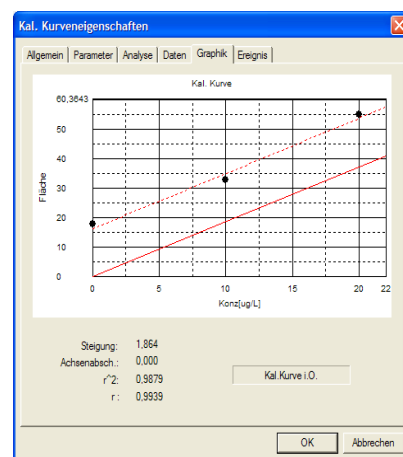 Kal. Kurveneigenschaften
Allgemein Parameter Analyse Daten Graphik Ereignis
Kal. Kurve
60,3643
50
40
30
20
10
0
Fläche
0 5 10 15 20 22
Konz[ug/L]
Steigung: 1,864
Achsenabsch.: 0,000
r^2: 0,9879
r : 0,9939
Kal.Kurve i.O.
OK Abbrechen